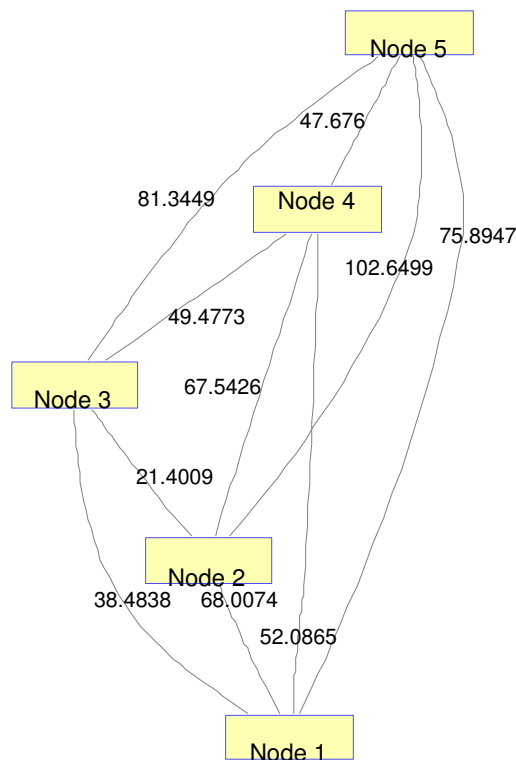 Node 5
47.676
81.3449
Node 4
75.8947
102.6499
49.4773
67.5426
Node 3
21.4009
Node 2
38.4838
68.0074
52.0865
Node 1